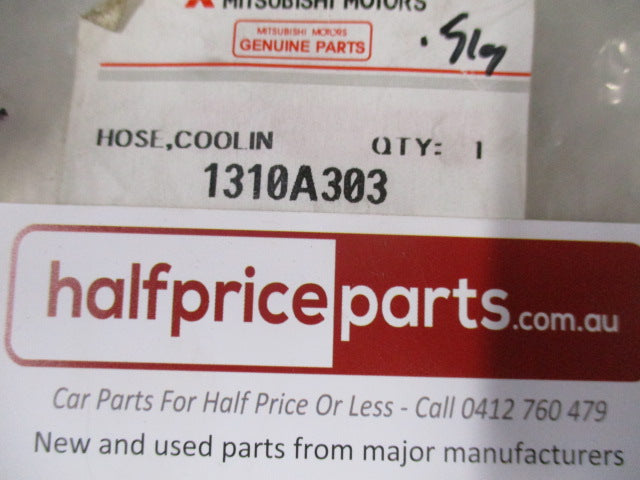 MITSUBISHI MOTORS
MITSUBISHI MOTORS
GENUINE PARTS
HOSE,COOLIN QTY: 1
1310A303
halfpriceparts.com.au
Car Parts For Half Price Or Less - Call 0412 760 479
New and used parts from major manufacturers